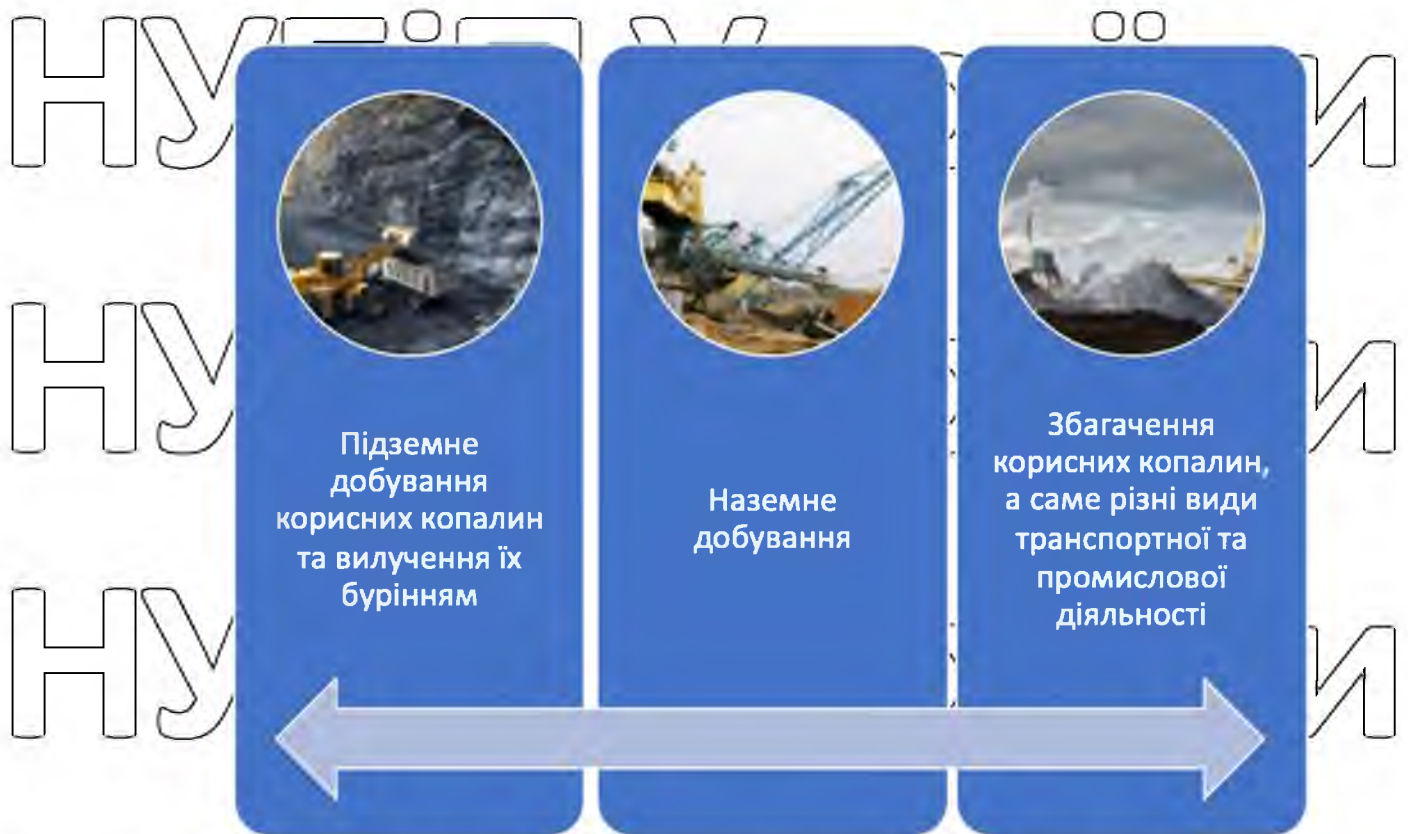 Підземне
добування
корисних копалин
та вилучення їх
бурінням
Наземне
добування
Збагачення
корисних копалин,
а саме різні види
транспортної та
промислової
діяльності